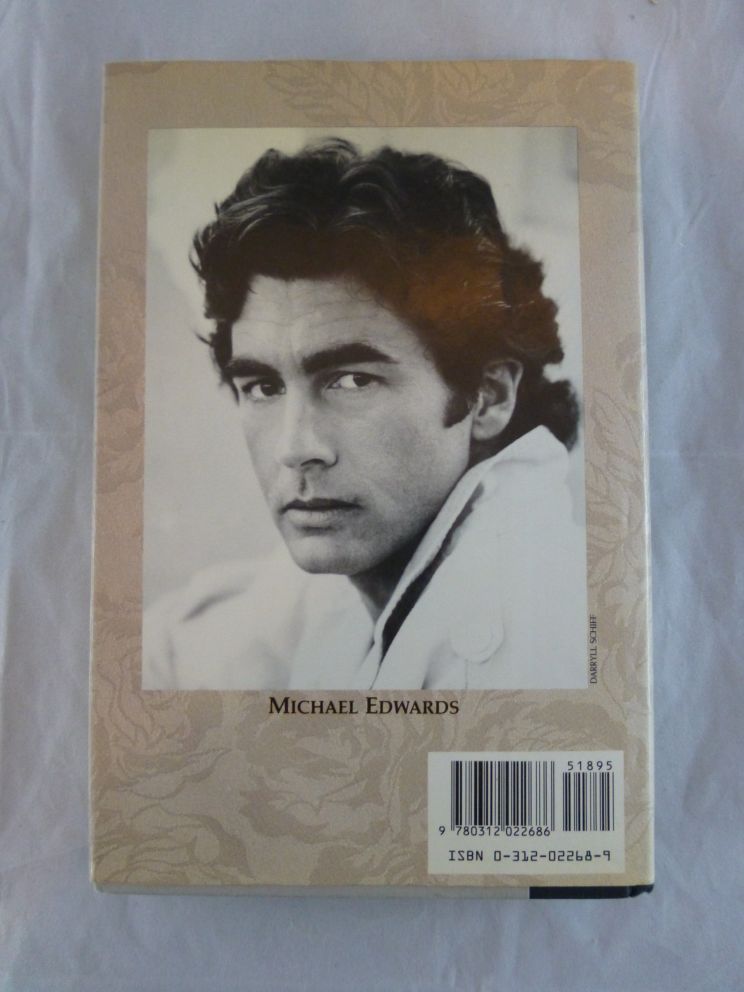 DARRYLL SCHIFF
MICHAEL EDWARDS
51895
9 780312 022686
ISBN 0-312-02268-9